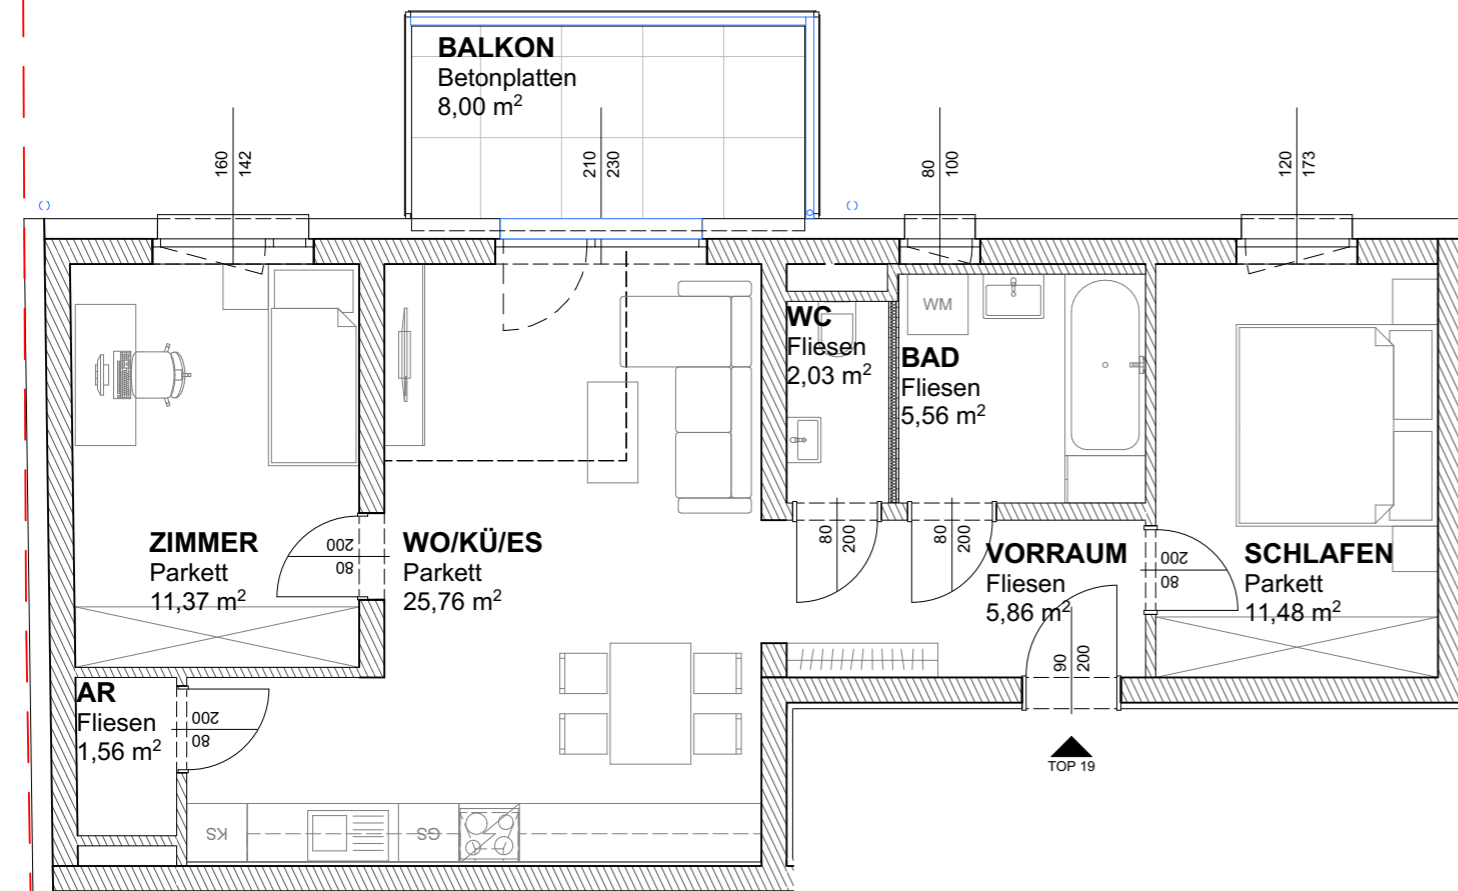 BALKON
Betonplatten
8,00 m²
160
142
210
230
80
100
120
173
WC
Fliesen
2,03 m²
WM
BAD
Fliesen
5,56 m²
ZIMMER
Parkett
11,37 m²
200
80
WO/KÜ/ES
Parkett
25,76 m²
80
200
80
200
VORRAUM
Fliesen
5,86 m²
200
80
SCHLAFEN
Parkett
11,48 m²
90
200
AR
Fliesen
1,56 m²
200
80
TOP 19
KS
GS